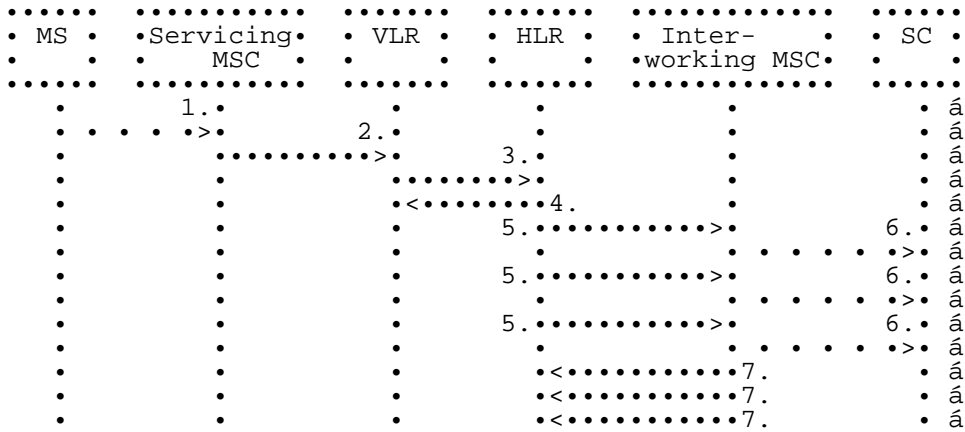 •••••• ••••••••••• ••••••• ••••••• ••••••••••••• ••••••
• MS • •Servicing• • VLR • • HLR • • Inter- • • SC •
• • • MSC • • • • • •working MSC• • •
•••••• ••••••••••• ••••••• ••••••• ••••••••••••• ••••••
• 1.• • • • • á
• • • • •>• 2.• • • • á
• ••••••••••>• 3.• • • á
• • ••••••••>• • • á
• • •<••••••••4. • • á
• • • 5.•••••••••••>• 6.• á
• • • • • • • • • •>• á
• • • 5.•••••••••••>• 6.• á
• • • • • • • • • •>• á
• • • 5.•••••••••••>• 6.• á
• • • • • • • • • •>• á
• • • •<•••••••••••7. • á
• • • •<•••••••••••7. • á
• • • •<•••••••••••7. • á